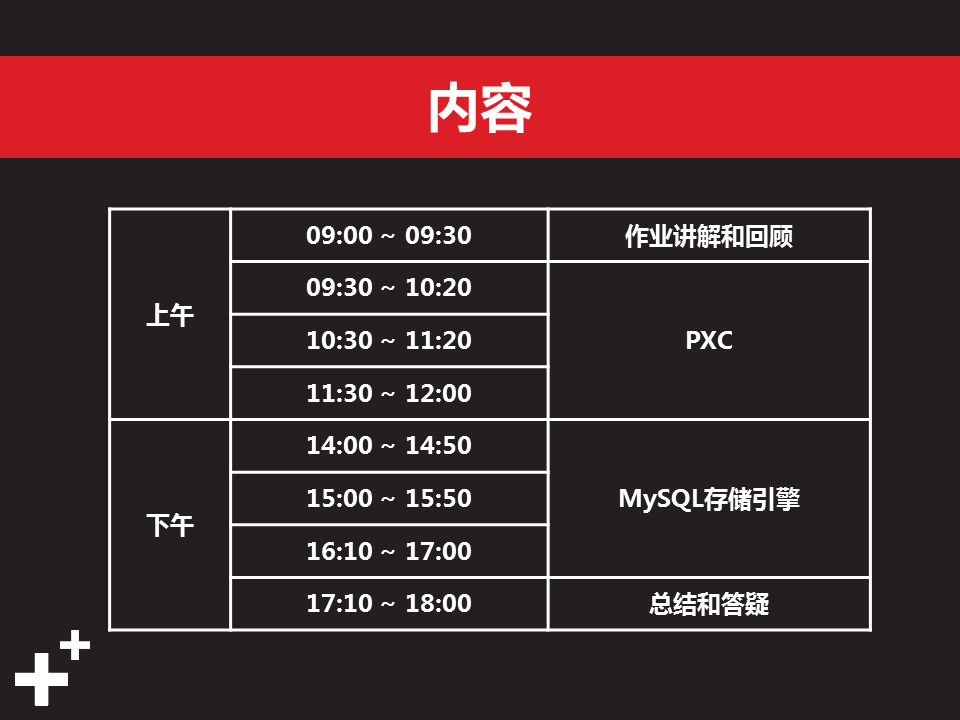 内容
上午
09:00 ~ 09:30
作业讲解和回顾
09:30 ~ 10:20
PXC
10:30 ~ 11:20
11:30 ~ 12:00
下午
14:00 ~ 14:50
MySQL存储引擎
15:00 ~ 15:50
16:10 ~ 17:00
17:10 ~ 18:00
总结和答疑